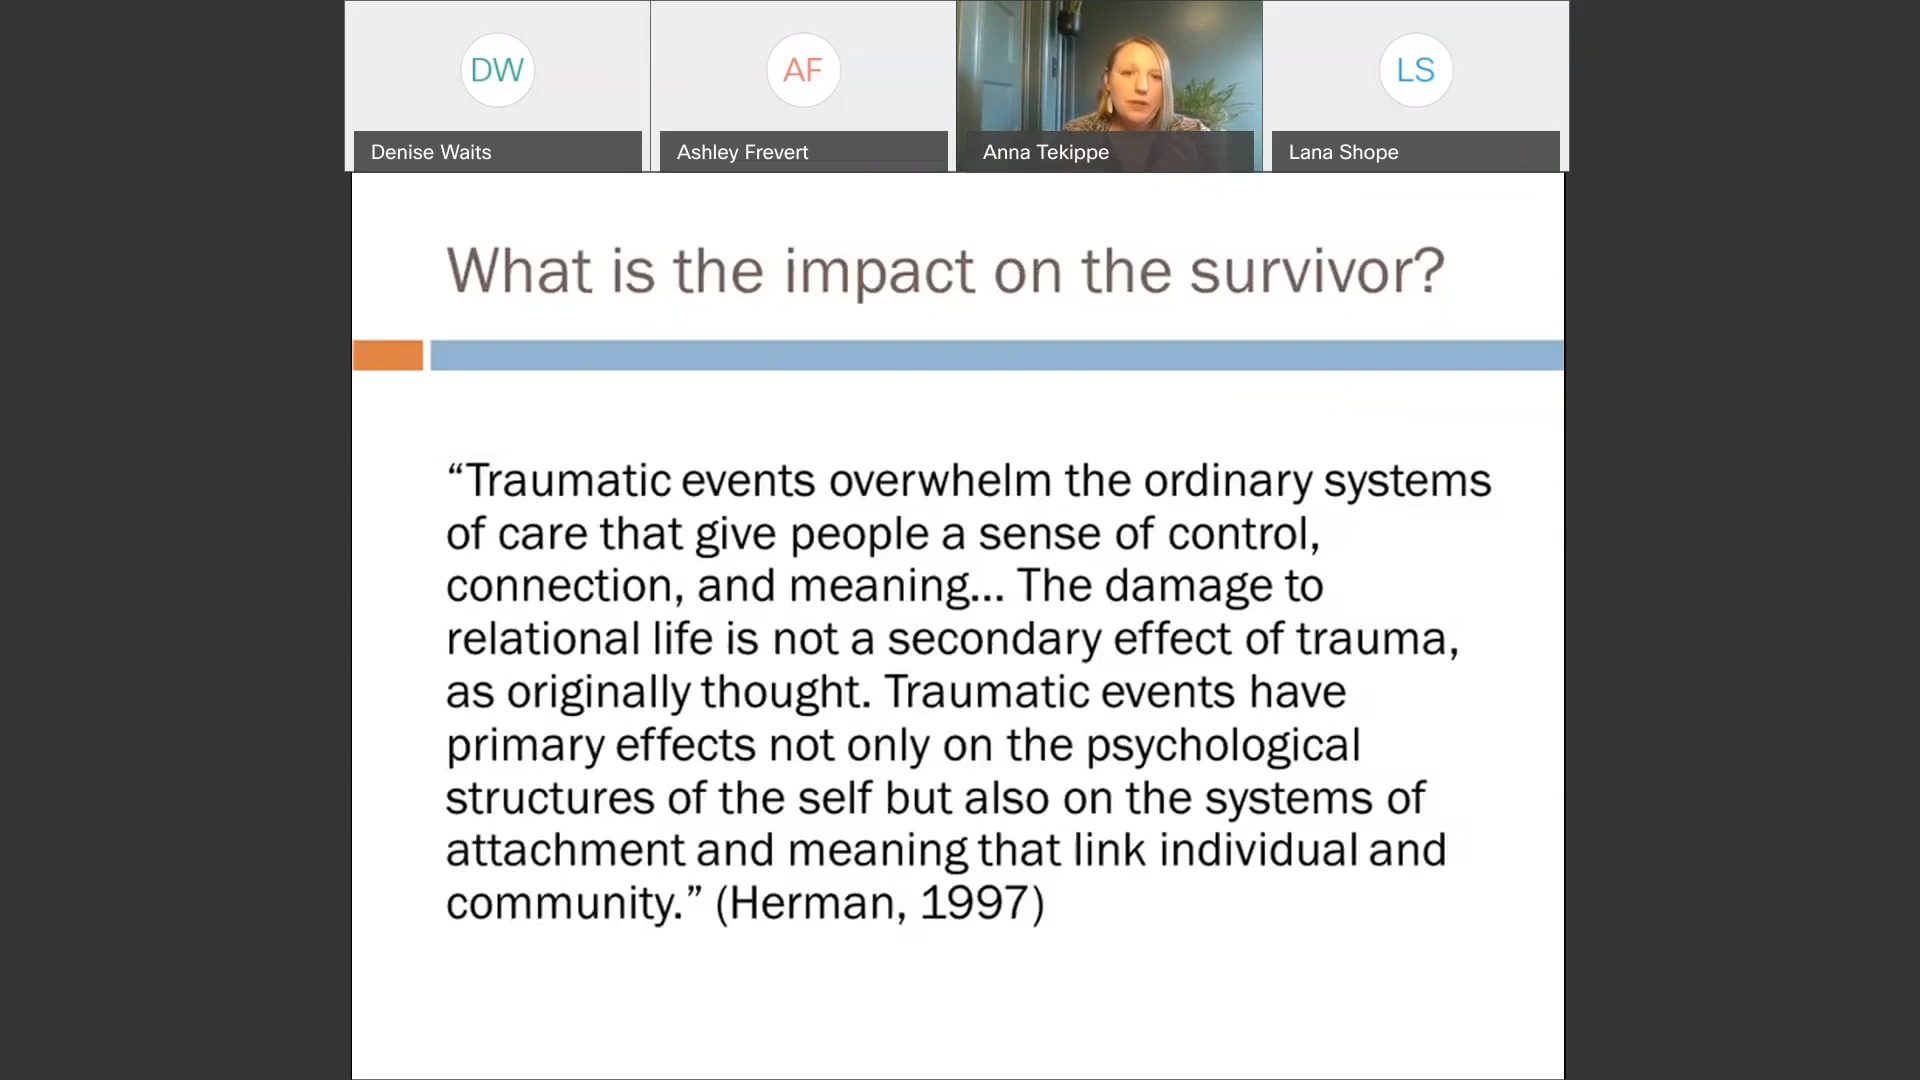 DW
AF
LS
Denise Waits
Ashley Frevert
Anna Tekippe
Lana Shope
What is the impact on the survivor?
“Traumatic events overwhelm the ordinary systems
of care that give people a sense of control,
connection, and meaning... The damage to
relational life is not a secondary effect of trauma,
as originally thought. Traumatic events have
primary effects not only on the psychological
structures of the self but also on the systems of
attachment and meaning that link individual and
community.” (Herman, 1997)